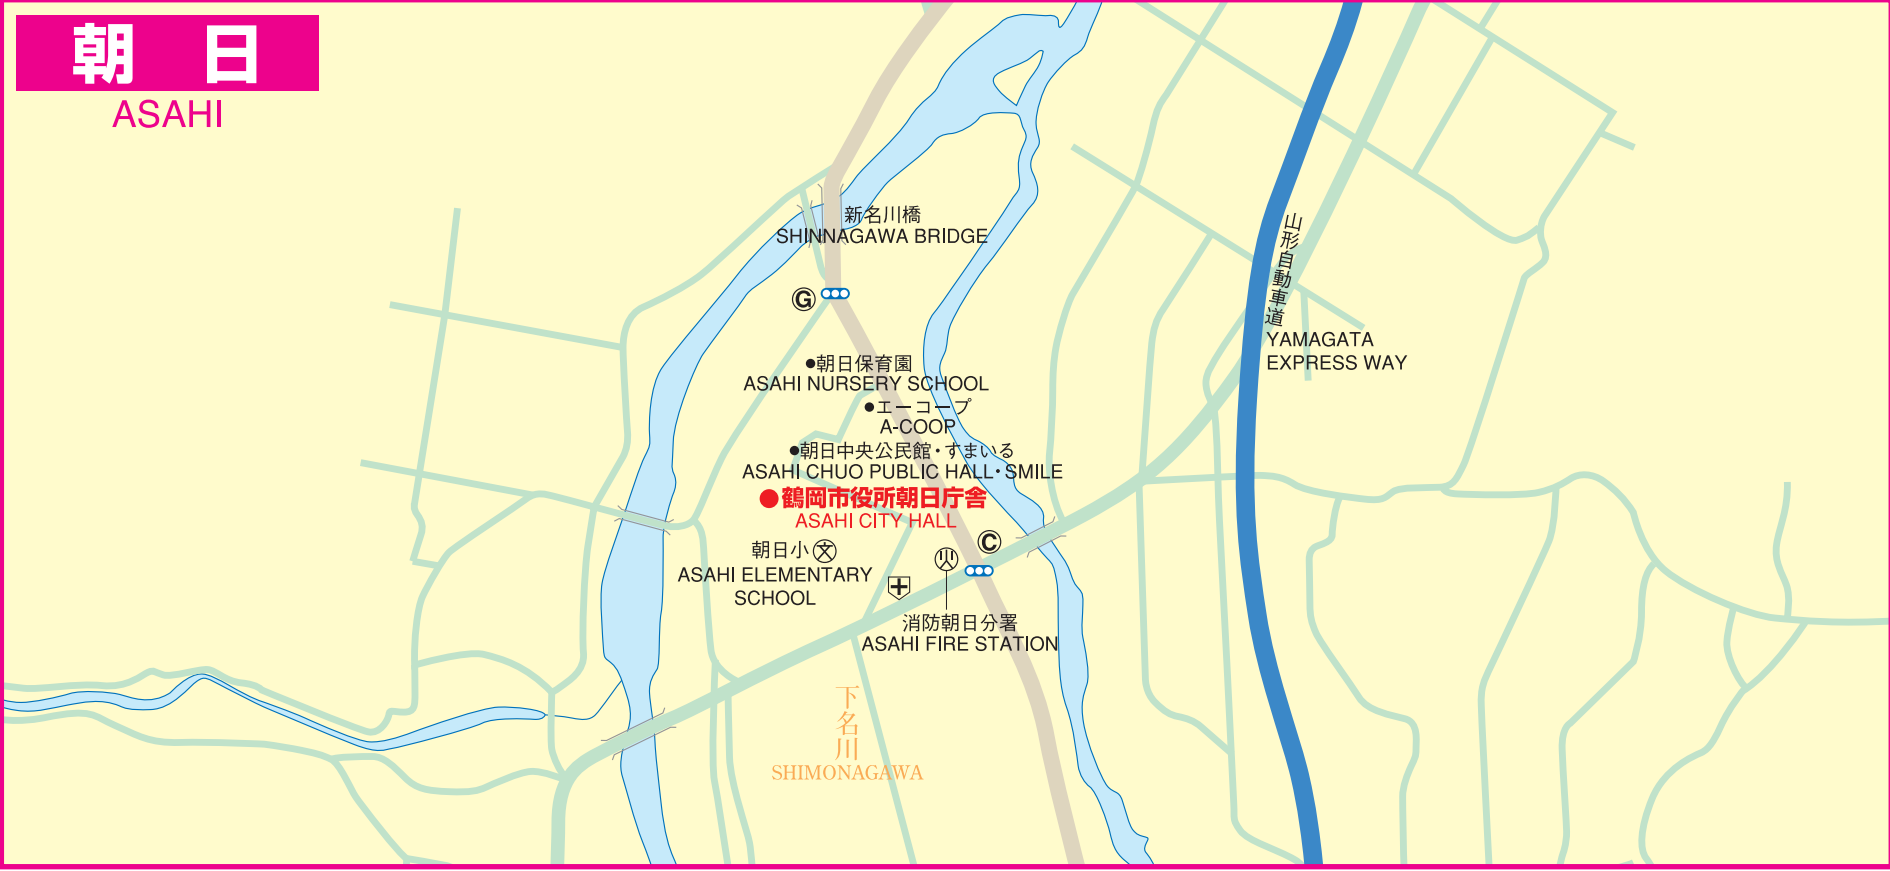 朝 日
ASAHI
新名川橋
SHINNAGAWA BRIDGE
G
山形自動車道
YAMAGATA
EXPRESS WAY
●朝日保育園
ASAHI NURSERY SCHOOL
●エーコープ
A-COOP
●朝日中央公民館・すまいる
ASAHI CHUO PUBLIC HALL・SMILE
●鶴岡市役所朝日庁舎
ASAHI CITY HALL
C
朝日小 文
ASAHI ELEMENTARY
SCHOOL
消防朝日分署
ASAHI FIRE STATION
下名川
SHIMONAGAWA